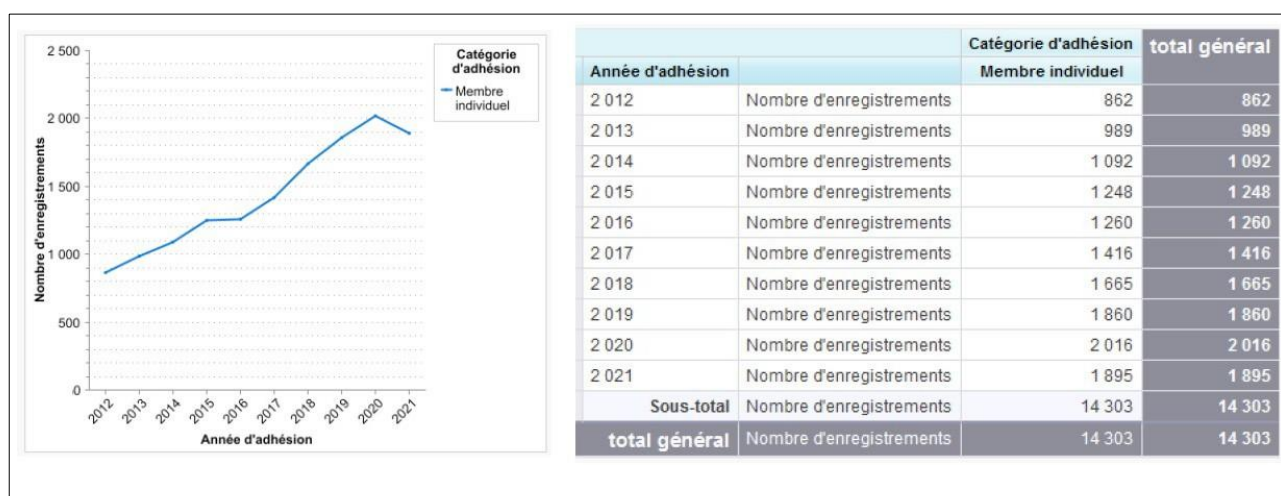 2 500
2 000
1 500
1 000
500
0
Nombre d'enregistrements
2012
2013
2014
2015
2016
2017
2018
2019
2020
2021
Année d'adhésion
Catégorie
d'adhésion
Membre
individuel
Catégorie d'adhésion total général
Année d'adhésion Membre individuel
2 012 Nombre d'enregistrements 862 862
2 013 Nombre d'enregistrements 989 989
2 014 Nombre d'enregistrements 1 092 1 092
2 015 Nombre d'enregistrements 1 248 1 248
2 016 Nombre d'enregistrements 1 260 1 260
2 017 Nombre d'enregistrements 1 416 1 416
2 018 Nombre d'enregistrements 1 665 1 665
2 019 Nombre d'enregistrements 1 860 1 860
2 020 Nombre d'enregistrements 2 016 2 016
2 021 Nombre d'enregistrements 1 895 1 895
Sous-total Nombre d'enregistrements 14 303 14 303
total général Nombre d'enregistrements 14 303 14 303